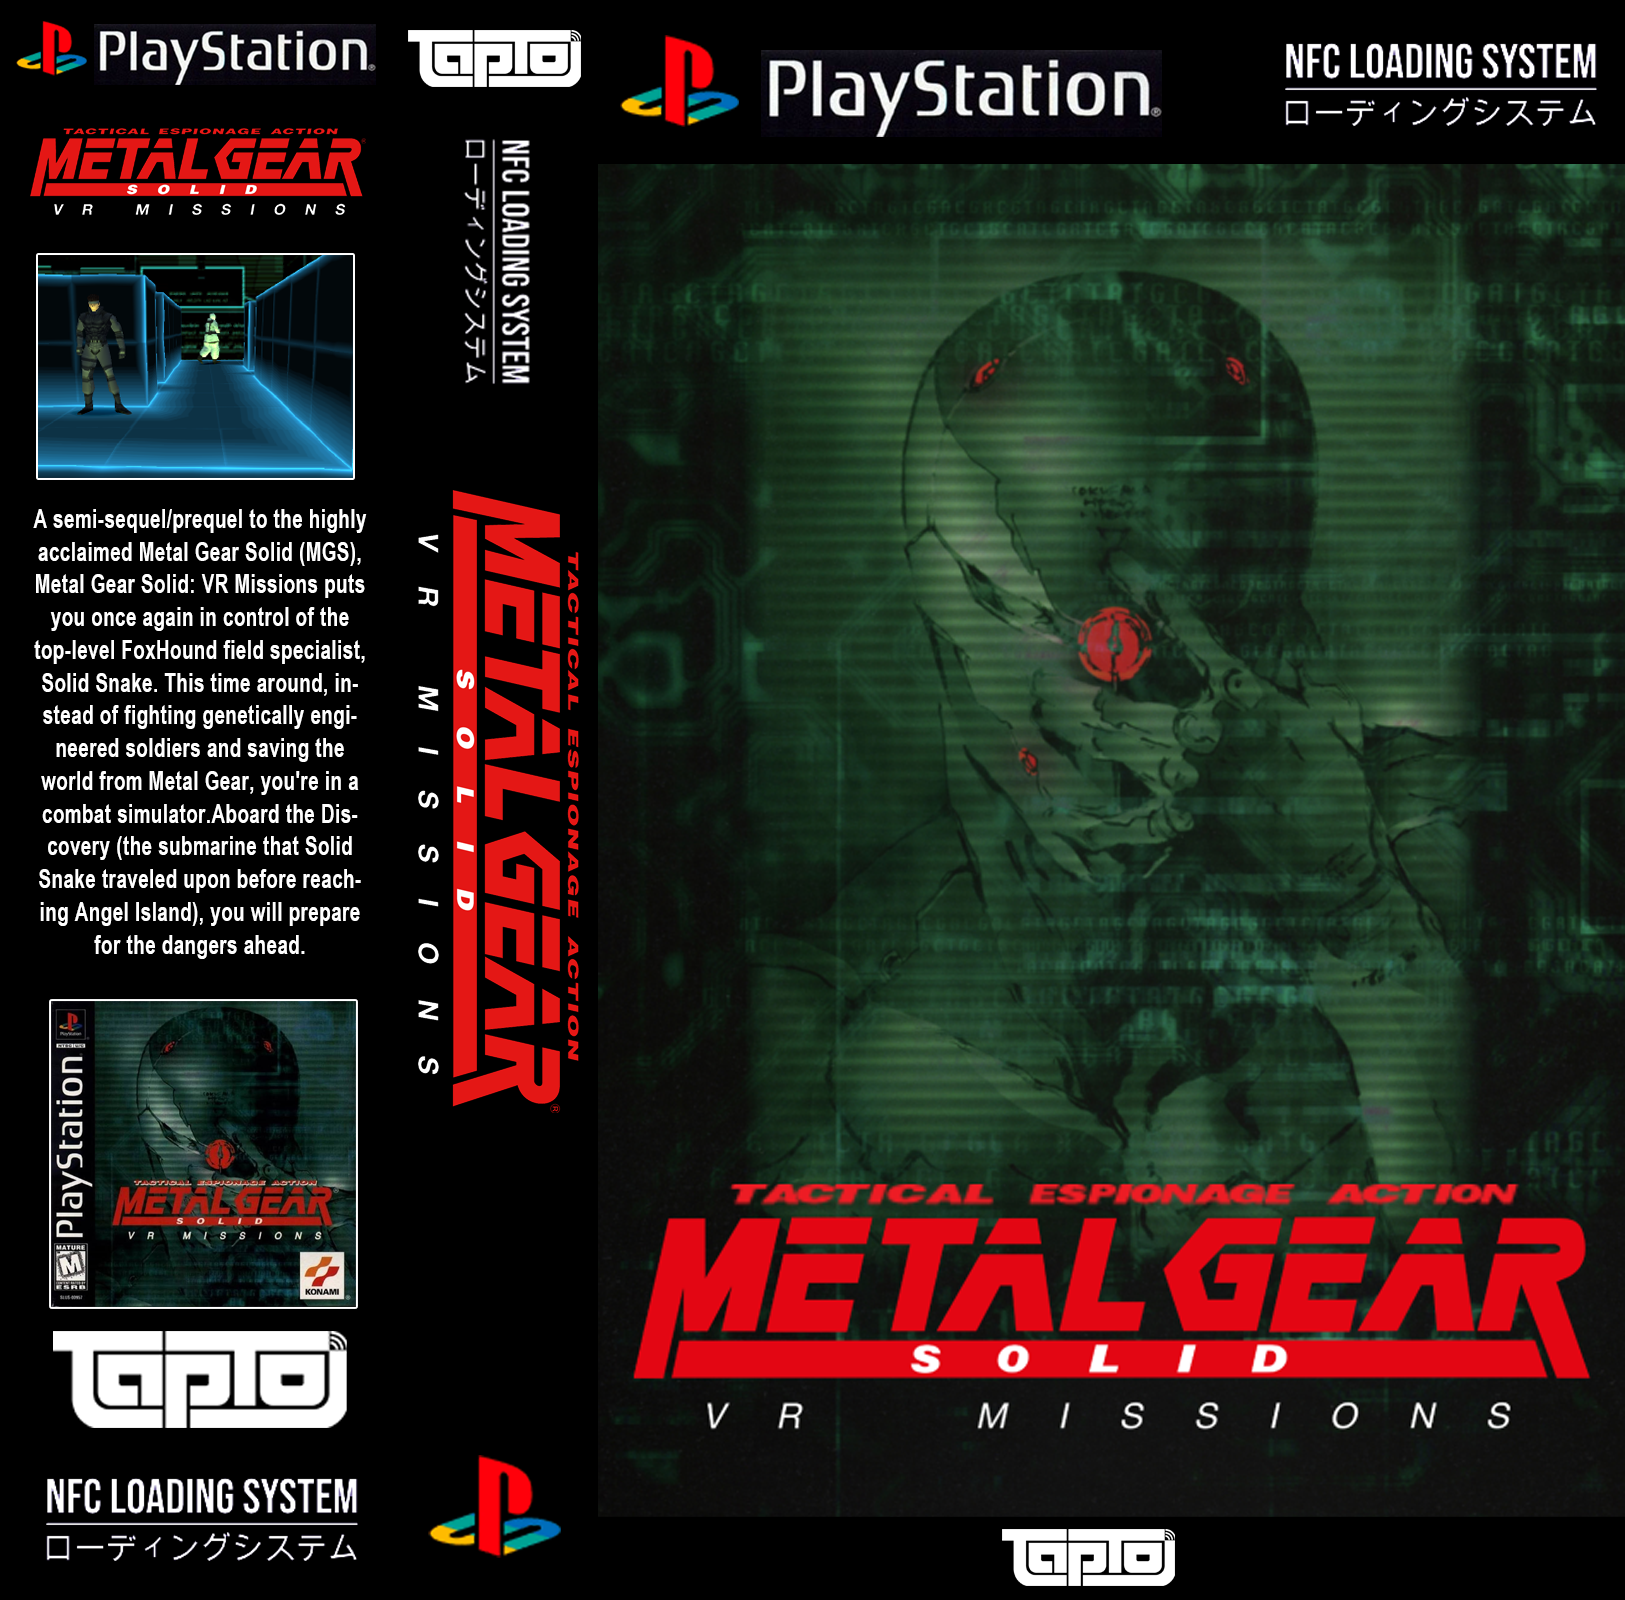 PlayStation®
TACTICAL ESPIONAGE ACTION
METAL GEAR
SOLID
VR MISSIONS
A semi-sequel/prequel to the highly
acclaimed Metal Gear Solid (MGS),
Metal Gear Solid: VR Missions puts
you once again in control of the
top-level FoxHound field specialist,
Solid Snake. This time around, in-
stead of fighting genetically engi-
neered soldiers and saving the
world from Metal Gear, you're in a
combat simulator.Aboard the Dis-
covery (the submarine that Solid
Snake traveled upon before reach-
ing Angel Island), you will prepare
for the dangers ahead.
PlayStation
TACTICAL ESPIONAGE ACTION
METAL GEAR
SOLID
VR MISSIONS
MATURE
M
ESRB
KONAMI
TapTo
NFC LOADING SYSTEM
ローディングシステム
TapTo
NFC LOADING SYSTEM
ローディングシステム
TACTICAL ESPIONAGE ACTION
METAL GEAR®
SOLID
VR MISSIONS
PlayStation®
NFC LOADING SYSTEM
ローディングシステム
TACTICAL ESPIONAGE ACTION
METAL GEAR
SOLID
VR MISSIONS
TapTo